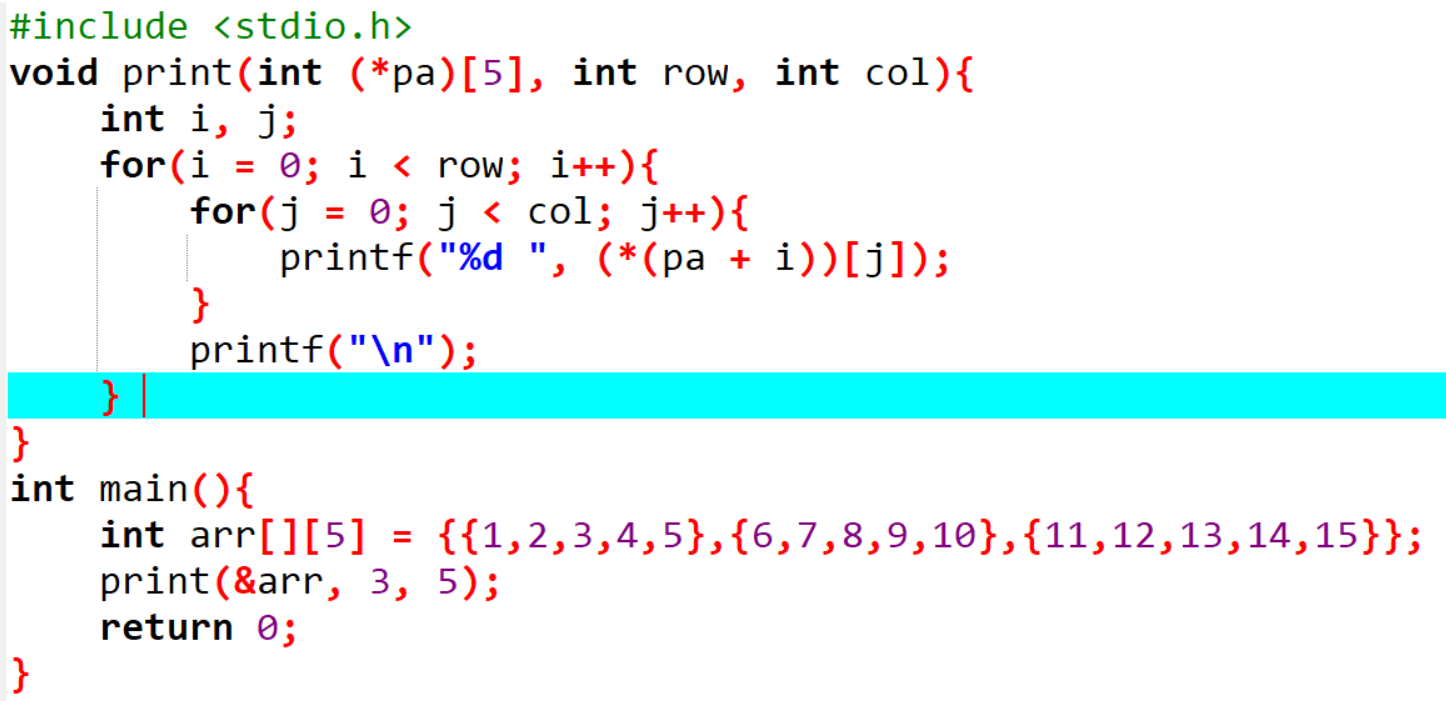 #include <stdio.h>
void print(int (*pa)[5], int row, int col){
    int i, j;
    for(i = 0; i < row; i++){
        for(j = 0; j < col; j++){
            printf("%d ", (*(pa + i))[j]);
        }
        printf("\n");
    }
}
int main(){
    int arr[][5] = {{1,2,3,4,5},{6,7,8,9,10},{11,12,13,14,15}};
    print(&arr, 3, 5);
    return 0;
}